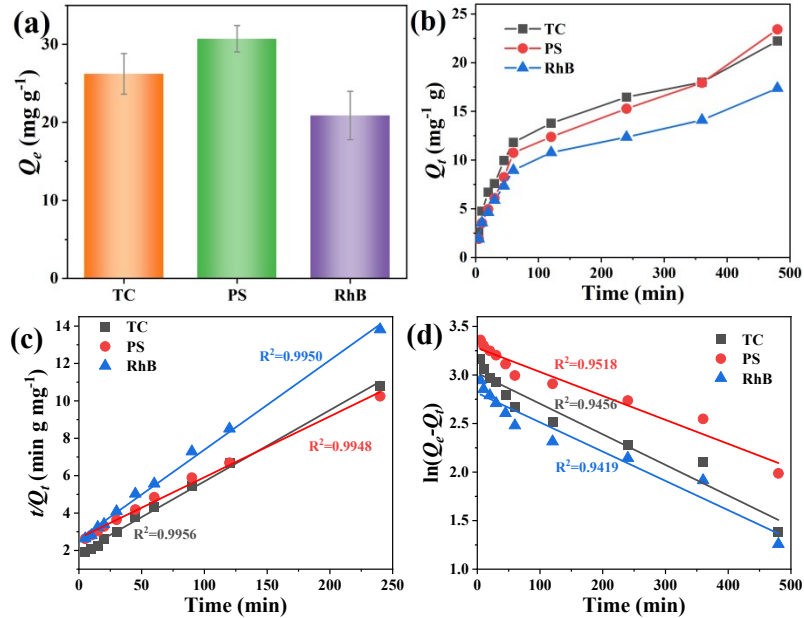 (a)
Qe (mg g-1)
30
20
10
0
TC
PS
RhB
(b)
Qt (mg-1 g)
25
20
15
10
5
0
TC
PS
RhB
0
100
200
300
400
500
Time (min)
(c)
t/Qt (min g mg-1)
14
12
10
8
6
4
2
TC
PS
RhB
R2=0.9950
R2=0.9948
R2=0.9956
0
50
100
150
200
250
Time (min)
(d)
ln(Qe-Qt)
3.5
3.0
2.5
2.0
1.5
1.0
TC
PS
RhB
R2=0.9518
R2=0.9456
R2=0.9419
0
100
200
300
400
500
Time (min)